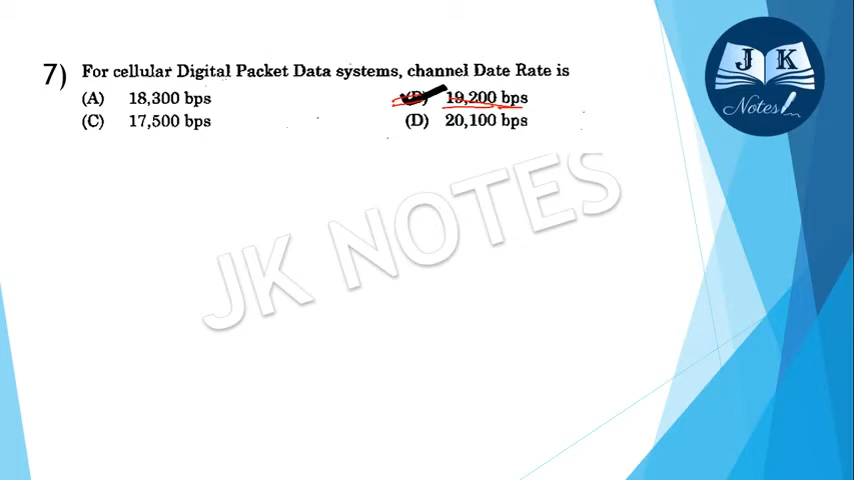 7) For cellular Digital Packet Data systems, channel Date Rate is
(A) 18,300 bps (B) 19,200 bps
(C) 17,500 bps (D) 20,100 bps
JK NOTES
J K
Notes